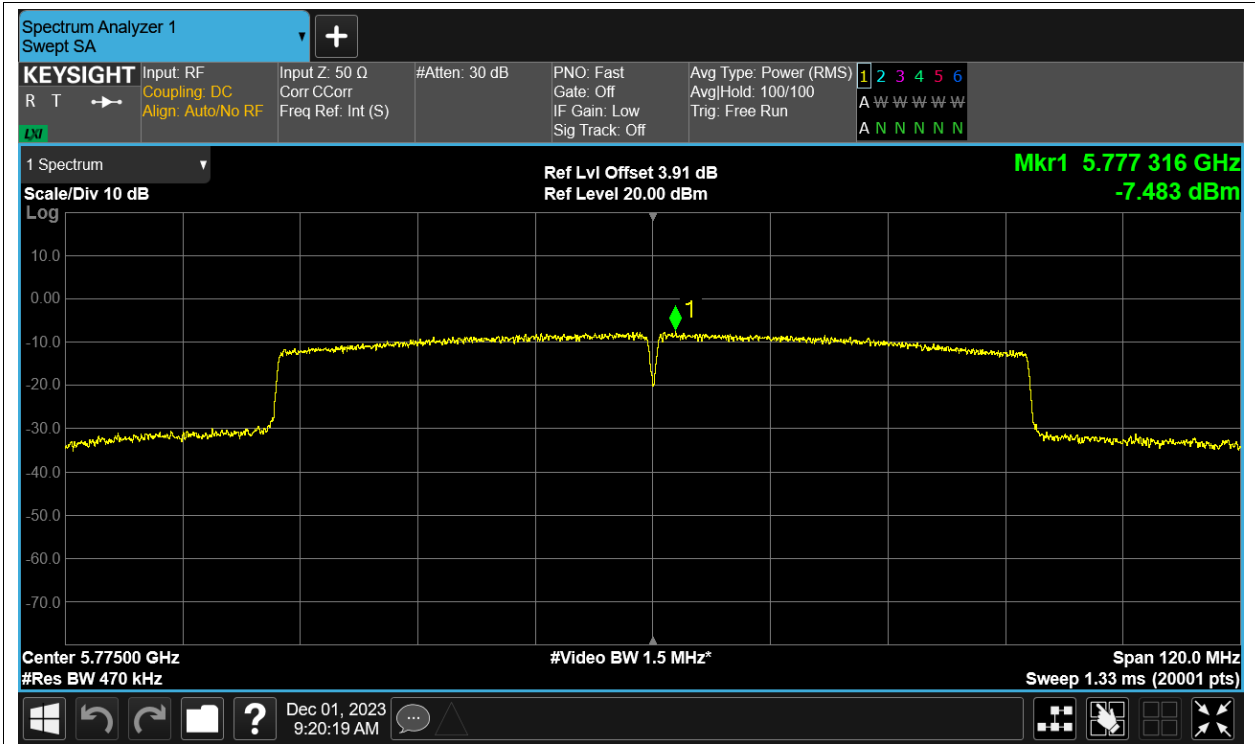 Spectrum Analyzer 1
Swept SA
KEYSIGHT
R T
LXI
Input: RF
Coupling: DC
Align: Auto/No RF
Input Z: 50 Ω
Corr CCorr
Freq Ref: Int (S)
#Atten: 30 dB
PNO: Fast
Gate: Off
IF Gain: Low
Sig Track: Off
Avg Type: Power (RMS)
Avg|Hold: 100/100
Trig: Free Run
1 2 3 4 5 6
A W W W W W
A N N N N N
1 Spectrum
Scale/Div 10 dB
Log
Ref Lvl Offset 3.91 dB
Ref Level 20.00 dBm
Mkr1 5.777 316 GHz
-7.483 dBm
1
10.0
0.00
-10.0
-20.0
-30.0
-40.0
-50.0
-60.0
-70.0
Center 5.77500 GHz
#Res BW 470 kHz
#Video BW 1.5 MHz*
Span 120.0 MHz
Sweep 1.33 ms (20001 pts)
?
Dec 01, 2023
9:20:19 AM